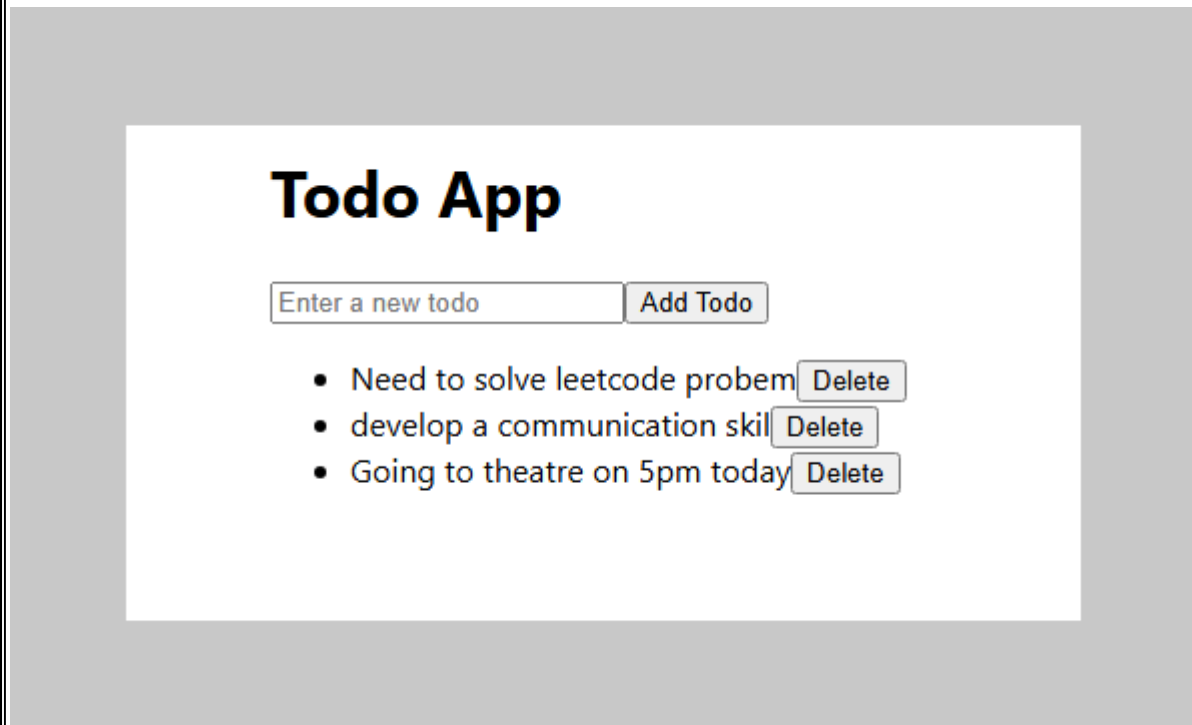 Todo App
Enter a new todo Add Todo
Need to solve leetcode probem Delete
develop a communication skil Delete
Going to theatre on 5pm today Delete